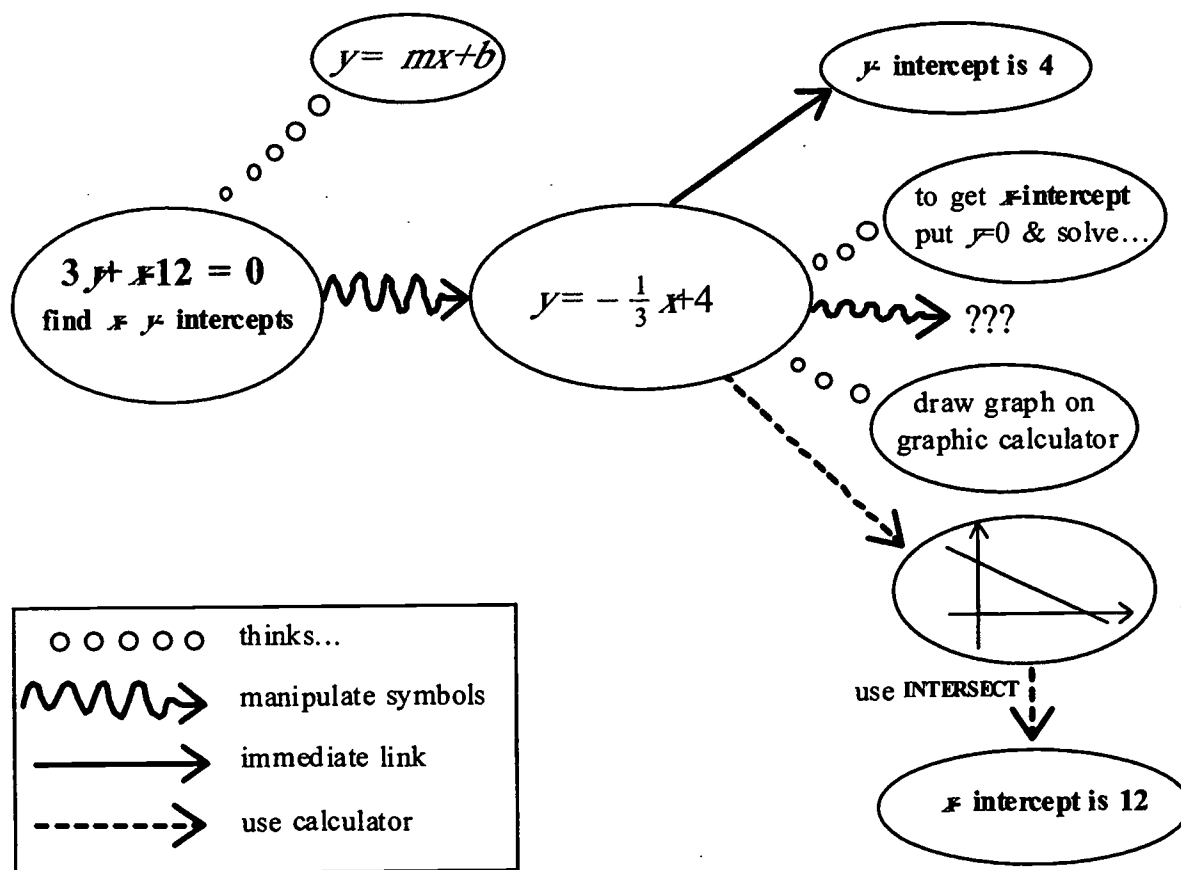 y= mx+b
y- intercept is 4
to get x-intercept
put y=0 & solve...
3y+x-12 = 0
find x- y- intercepts
y = - 1/3 x+4
???
draw graph on
graphic calculator
use INTERSECT
x- intercept is 12
thinks...
manipulate symbols
immediate link
use calculator